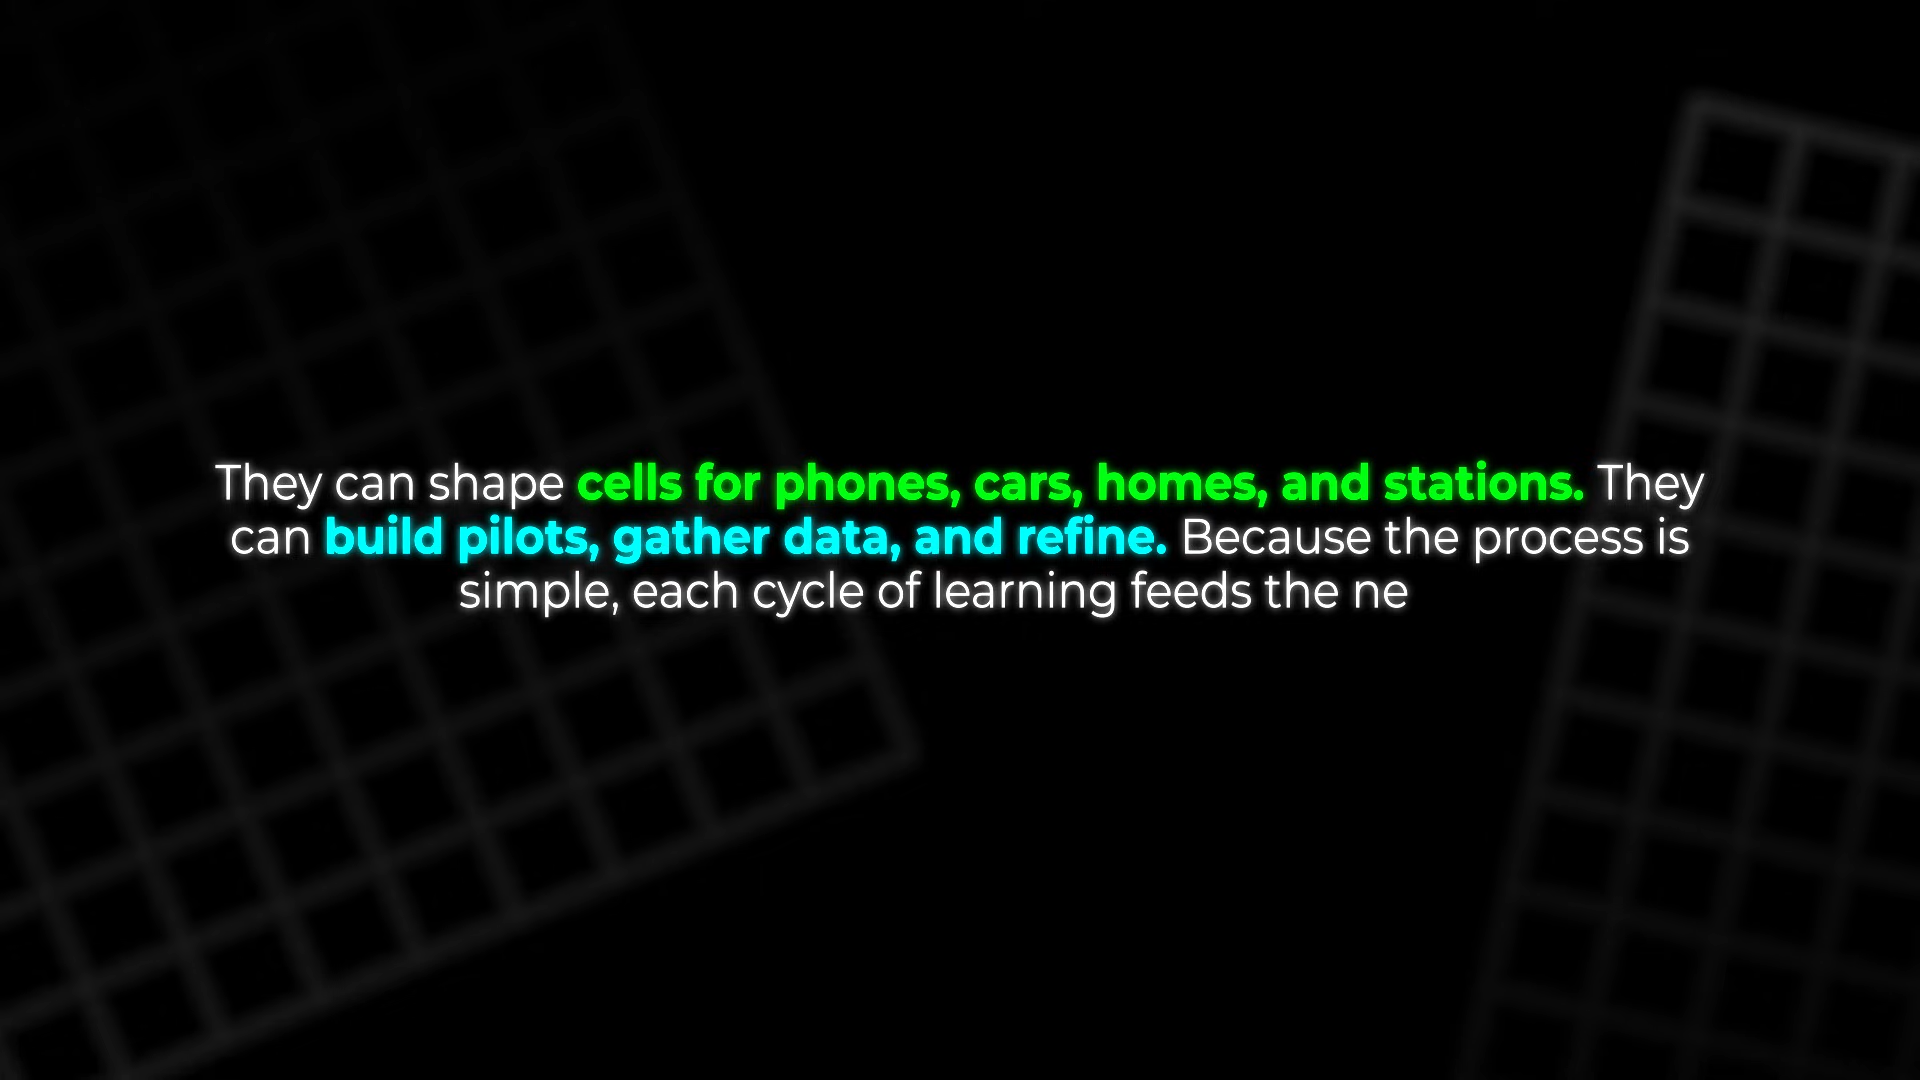 They can shape cells for phones, cars, homes, and stations. They
can build pilots, gather data, and refine. Because the process is
simple, each cycle of learning feeds the ne